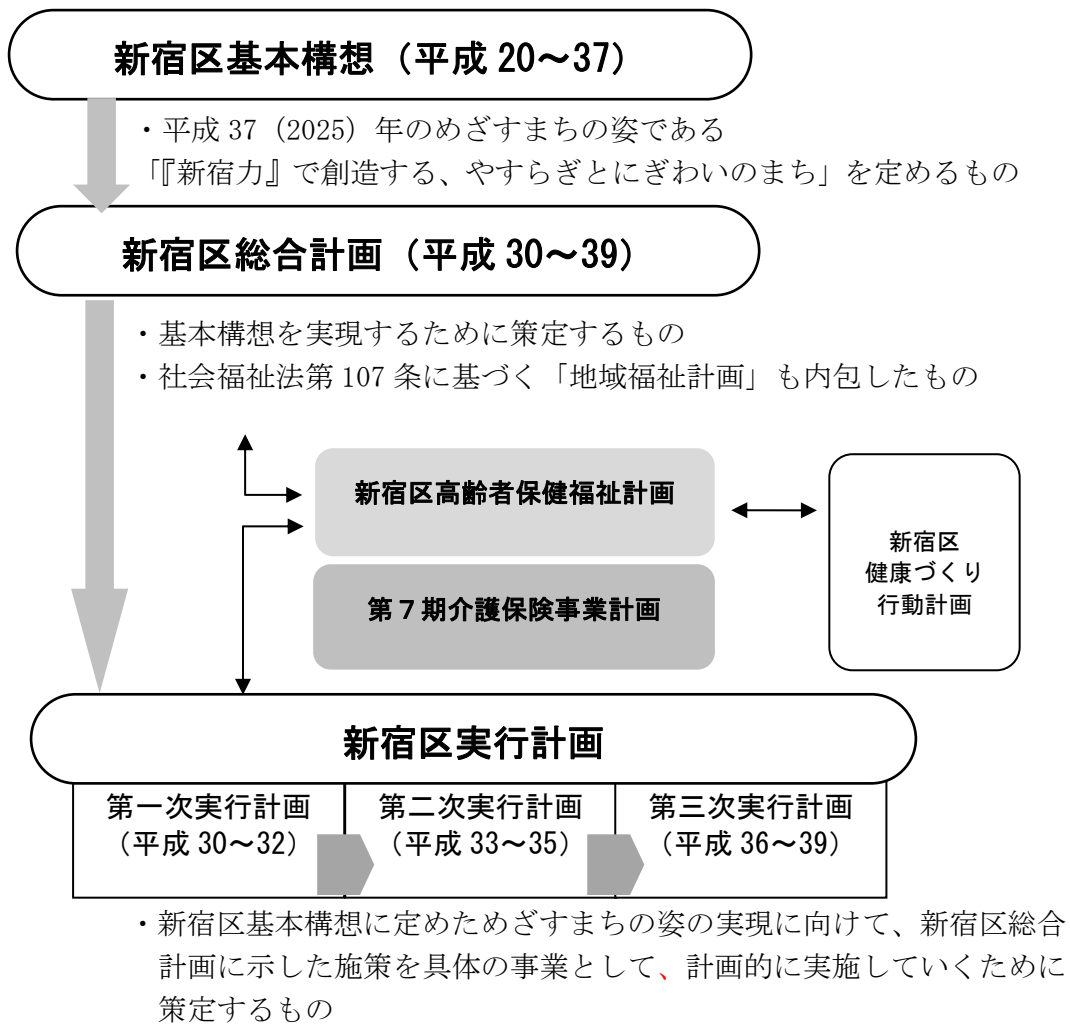 新宿区基本構想（平成 20～37）
・平成 37（2025）年のめざすまちの姿である
「『新宿力』で創造する、やすらぎとにぎわいのまち」を定めるもの
新宿区総合計画（平成 30～39）
・基本構想を実現するために策定するもの
・社会福祉法第 107 条に基づく「地域福祉計画」も内包したもの
新宿区高齢者保健福祉計画
第７期介護保険事業計画
新宿区
健康づくり
行動計画
新宿区実行計画
第一次実行計画
（平成 30～32）
第二次実行計画
（平成 33～35）
第三次実行計画
（平成 36～39）
・新宿区基本構想に定めためざすまちの姿の実現に向けて、新宿区総合
計画に示した施策を具体の事業として、計画的に実施していくために
策定するもの